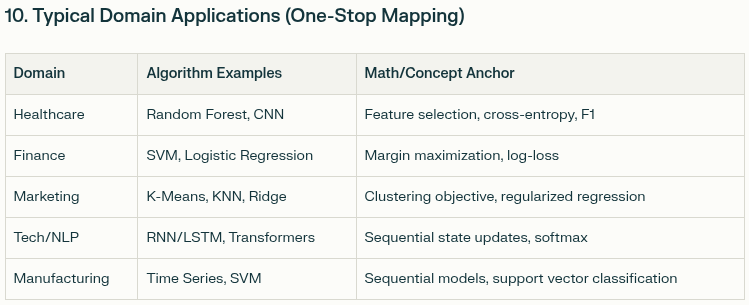 10. Typical Domain Applications (One-Stop Mapping)
Domain Algorithm Examples Math/Concept Anchor
Healthcare Random Forest, CNN Feature selection, cross-entropy, F1
Finance SVM, Logistic Regression Margin maximization, log-loss
Marketing K-Means, KNN, Ridge Clustering objective, regularized regression
Tech/NLP RNN/LSTM, Transformers Sequential state updates, softmax
Manufacturing Time Series, SVM Sequential models, support vector classification